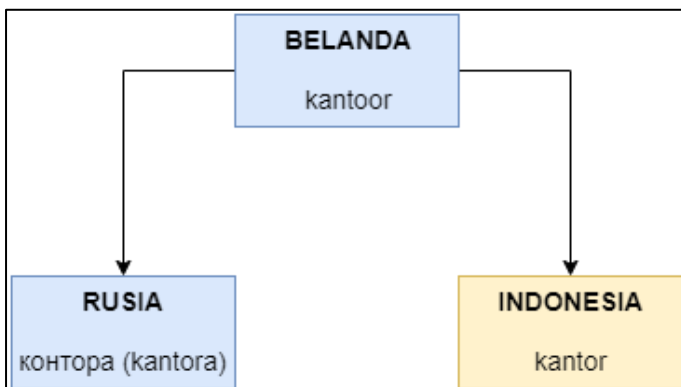 BELANDA
kantoor
RUSIA
контора (kantora)
INDONESIA
kantor